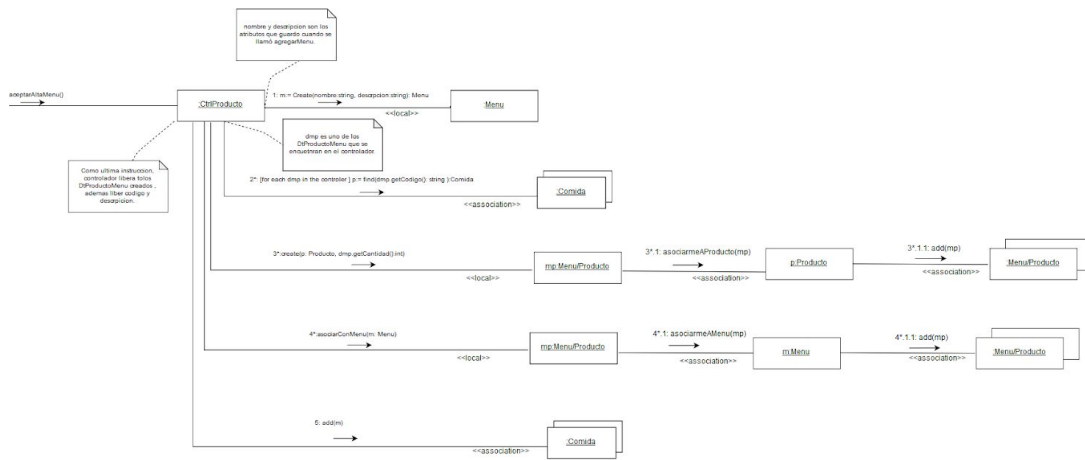 nombre y descripcion son los
atributos que guardo cuando se
llamó agregarMenu.
aceptarAltaMenu()
:CtrlProducto
1: m:= Create(nombre:string, descrpcion:string): Menu
<<local>>
:Menu
dmp es uno de los
DtProductoMenu que se
encuetnran en el controlador
Como ultima instruccion,
controlador libera tolos
DtProductoMenu creados ,
ademas liber codigo y
descrpicion.
2*: [for each dmp in the controler ] p:= find(dmp.getCodigo(): string ):Comida
<<association>>
:Comida
3*:create(p: Producto, dmp.getCantidad():int)
<<local>>
mp:Menu/Producto
3*.1: asociarmeAProducto(mp)
<<association>>
p:Producto
3*.1.1: add(mp)
<<association>>
:Menu/Producto
4*:asociarConMenu(m: Menu)
<<local>>
mp:Menu/Producto
4*.1: asociarmeAMenu(mp)
<<association>>
m:Menu
4*.1.1: add(mp)
<<association>>
:Menu/Producto
5: add(m)
<<association>>
:Comida